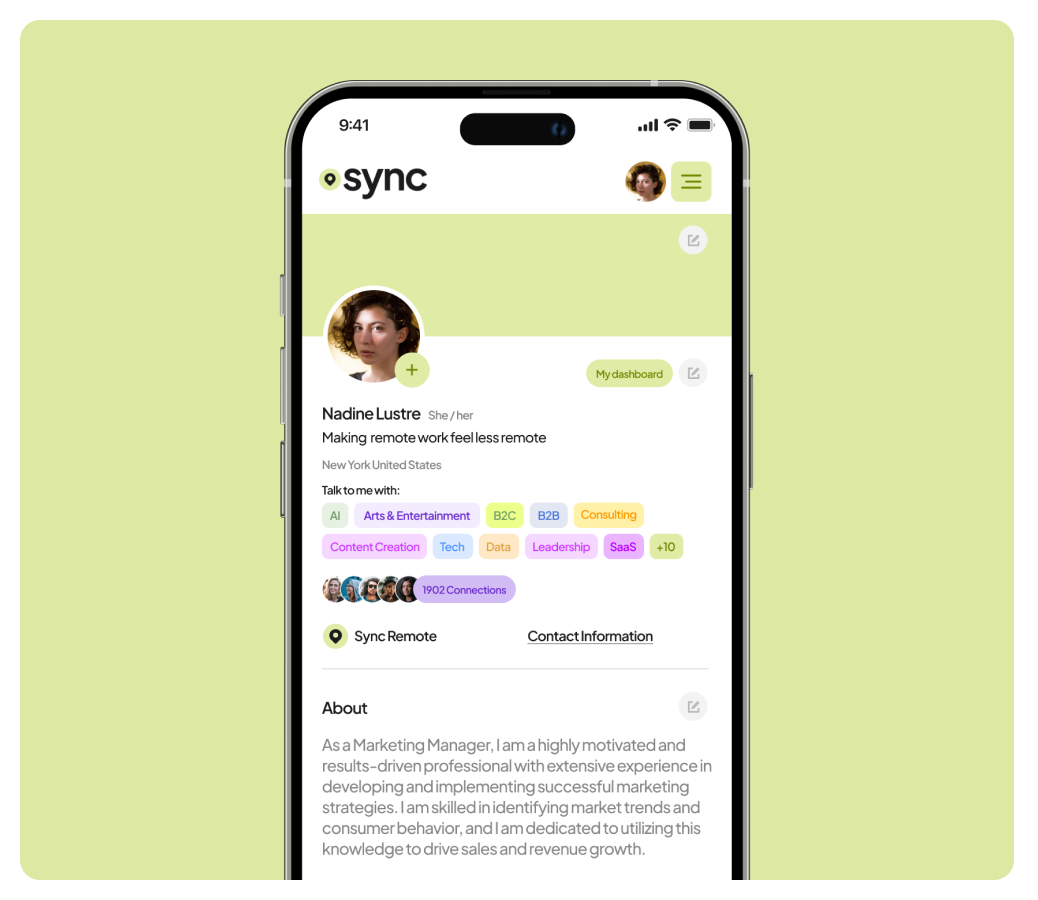 9:41
sync
My dashboard
Nadine Lustre She / her
Making remote work feel less remote
New York United States
Talk to me with:
AI Arts & Entertainment B2C B2B Consulting
Content Creation Tech Data Leadership SaaS +10
1902 Connections
Sync Remote Contact Information
About
As a Marketing Manager, I am a highly motivated and
results-driven professional with extensive experience in
developing and implementing successful marketing
strategies. I am skilled in identifying market trends and
consumer behavior, and I am dedicated to utilizing this
knowledge to drive sales and revenue growth.